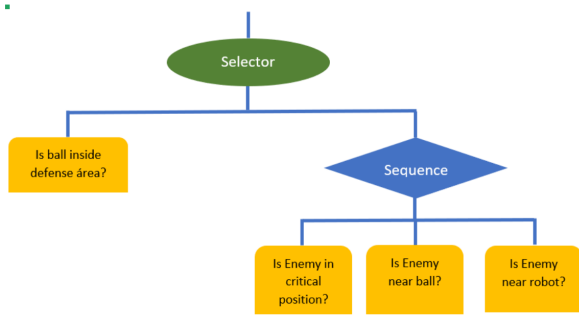 Selector
Is ball inside
defense área?
Sequence
Is Enemy in
critical
position?
Is Enemy
near ball?
Is Enemy
near robot?